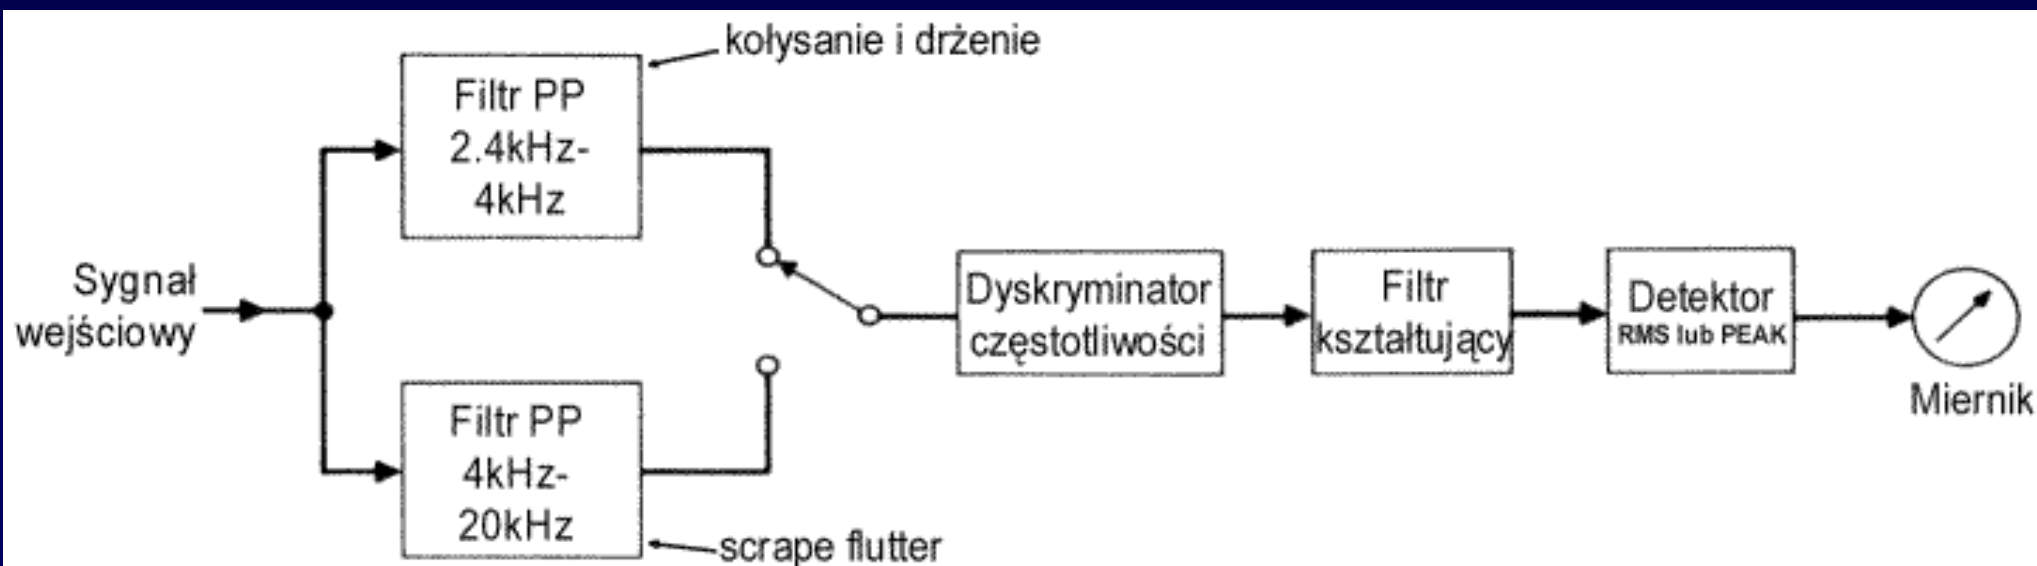 kołysanie i drżenie
Filtr PP
2.4kHz-
4kHz
Sygnał
wejściowy
Dyskryminator
częstotliwości
Filtr
kształtujący
Detektor
RMS lub PEAK
Miernik
Filtr PP
4kHz-
20kHz
scrape flutter